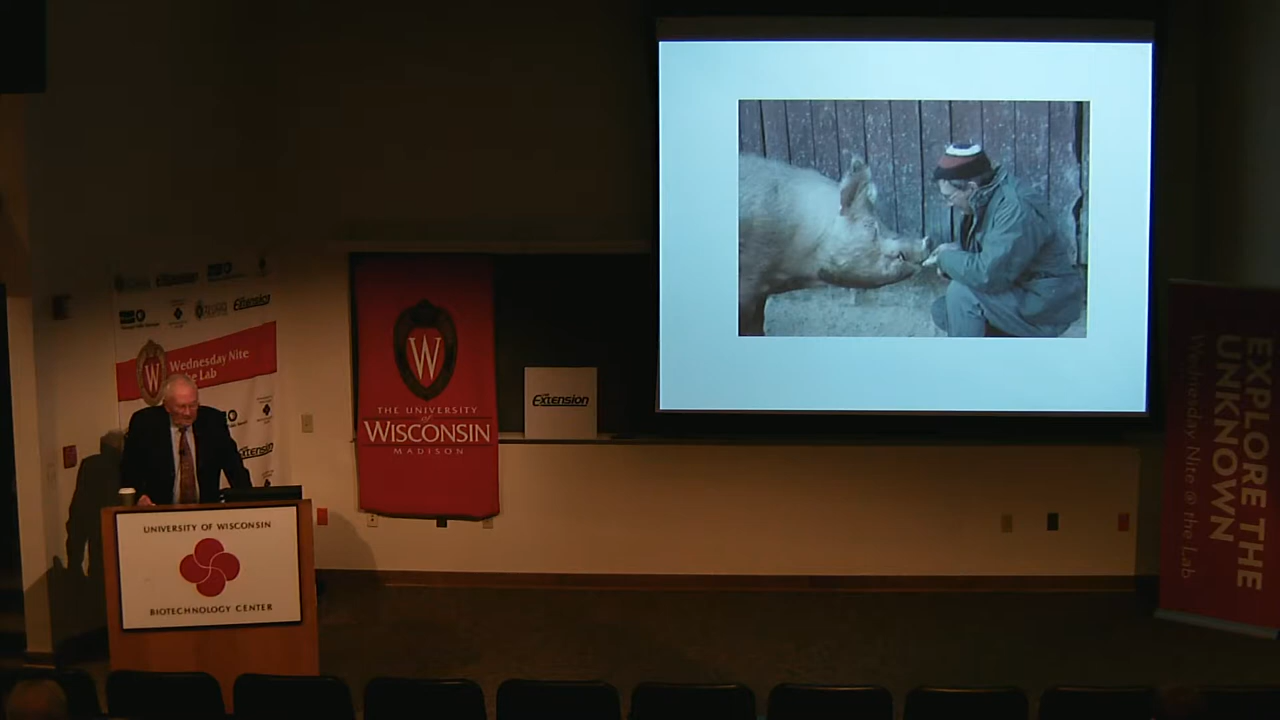 Extension
Wednesday Nite
@ the Lab
Extension
W
W
THE UNIVERSITY
of
WISCONSIN
MADISON
Extension
UNIVERSITY OF WISCONSIN
BIOTECHNOLOGY CENTER
EXPLORE THE
UNKNOWN
Wednesday Nite @ the Lab